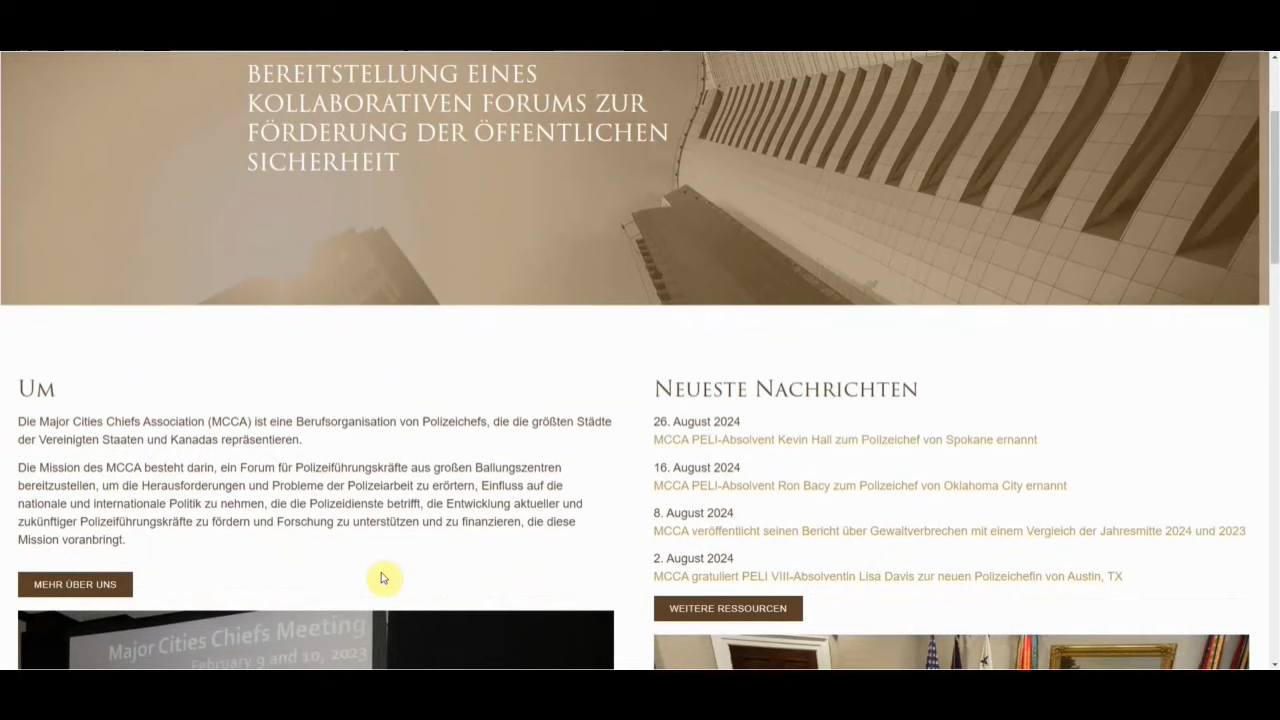 BEREITSTELLUNG EINES
KOLLABORATIVEN FORUMS ZUR
FÖRDERUNG DER ÖFFENTLICHEN
SICHERHEIT
Um
Die Major Cities Chiefs Association (MCCA) ist eine Berufsorganisation von Polizeichefs, die die größten Städte
der Vereinigten Staaten und Kanadas repräsentieren.
Die Mission des MCCA besteht darin, ein Forum für Polizeiführungskräfte aus großen Ballungszentren
bereitzustellen, um die Herausforderungen und Probleme der Polizeiarbeit zu erörtern, Einfluss auf die
nationale und internationale Politik zu nehmen, die die Polizeidienste betrifft, die Entwicklung aktueller und
zukünftiger Polizeiführungskräfte zu fördern und Forschung zu unterstützen und zu finanzieren, die diese
Mission voranbringt.
MEHR ÜBER UNS
Major Cities Chiefs Meeting
February 9 and 10, 2023
Neueste Nachrichten
26. August 2024
MCCA PELI-Absolvent Kevin Hall zum Polizeichef von Spokane ernannt
16. August 2024
MCCA PELI-Absolvent Ron Bacy zum Polizeichef von Oklahoma City ernannt
8. August 2024
MCCA veröffentlicht seinen Bericht über Gewaltverbrechen mit einem Vergleich der Jahresmitte 2024 und 2023
2. August 2024
MCCA gratuliert PELI VIII-Absolventin Lisa Davis zur neuen Polizeichefin von Austin, TX
WEITERE RESSOURCEN